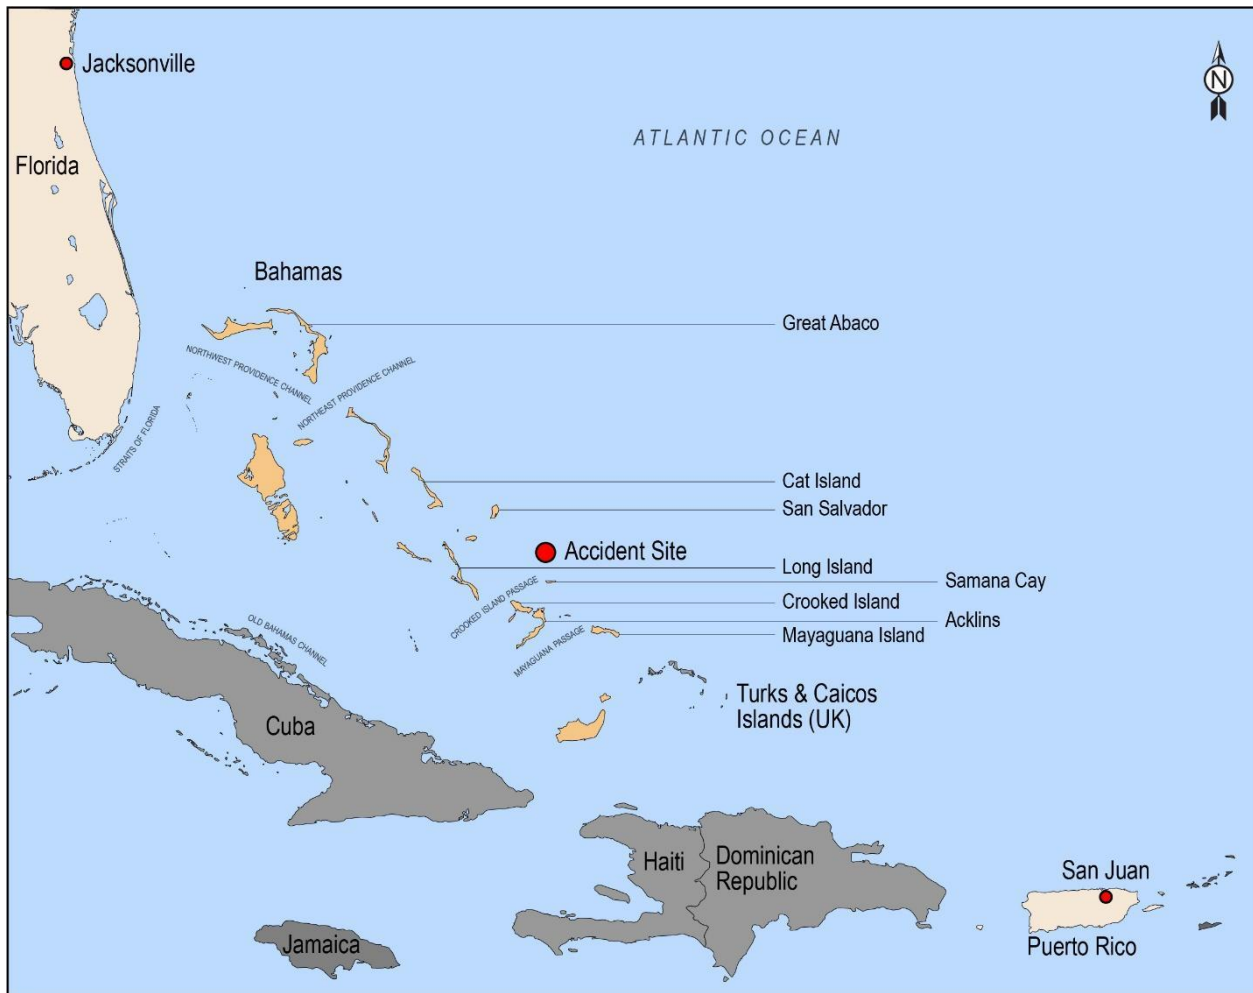 Jacksonville
N
ATLANTIC OCEAN
Florida
Bahamas
Great Abaco
NORTHWEST PROVIDENCE CHANNEL
NORTHEAST PROVIDENCE CHANNEL
STRAITS OF FLORIDA
Cat Island
San Salvador
Accident Site
Long Island
Samana Cay
CROOKED ISLAND PASSAGE
Crooked Island
Acklins
Mayaguana Island
MAYAGUANA PASSAGE
OLD BAHAMAS CHANNEL
Turks & Caicos
Islands (UK)
Cuba
Haiti
Dominican
Republic
San Juan
Puerto Rico
Jamaica